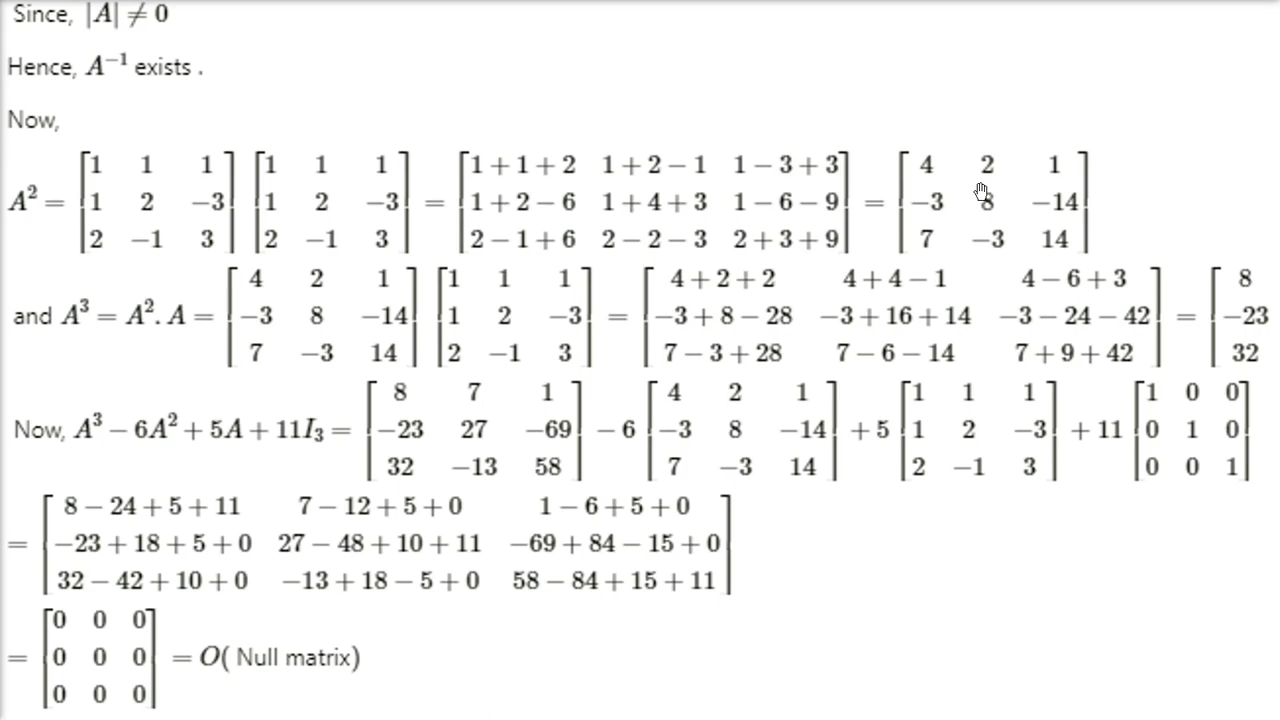 Since, |A| ≠ 0
Hence, A⁻¹ exists .
Now,
A² = [1 1 1; 1 2 −3; 2 −1 3] [1 1 1; 1 2 −3; 2 −1 3] = [1+1+2 1+2−1 1−3+3; 1+2−6 1+4+3 1−6−9; 2−1+6 2−2−3 2+3+9] = [4 2 1; −3 8 −14; 7 −3 14]
and A³ = A². A = [4 2 1; −3 8 −14; 7 −3 14] [1 1 1; 1 2 −3; 2 −1 3] = [4+2+2 4+4−1 4−6+3; −3+8−28 −3+16+14 −3−24−42; 7−3+28 7−6−14 7+9+42] = [8; −23; 32
Now, A³ − 6A² + 5A + 11I₃ = [8 7 1; −23 27 −69; 32 −13 58] − 6 [4 2 1; −3 8 −14; 7 −3 14] + 5 [1 1 1; 1 2 −3; 2 −1 3] + 11 [1 0 0; 0 1 0; 0 0 1]
= [8−24+5+11 7−12+5+0 1−6+5+0; −23+18+5+0 27−48+10+11 −69+84−15+0; 32−42+10+0 −13+18−5+0 58−84+15+11]
= [0 0 0; 0 0 0; 0 0 0] = O( Null matrix)